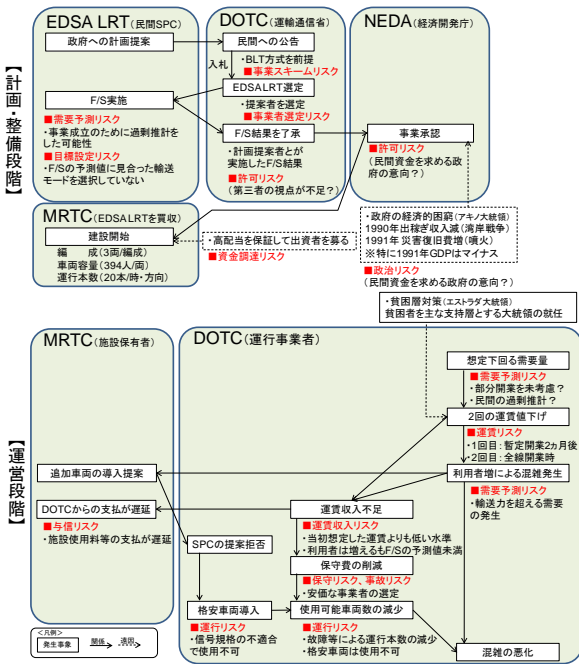 EDSA LRT(民間SPC)
DOTC(運輸通信省)
NEDA(経済開発庁)
【計画・整備段階】
政府への計画提案
民間への公告
・BLT方式を前提
■事業スキームリスク
入札
EDSALRT選定
・提案者を選定
■事業者選定リスク
F/S実施
■需要予測リスク
・事業成立のために過剰推計をした可能性
■目標設定リスク
・F/Sの予測値に見合った輸送モードを選択していない
F/S結果を了承
・計画提案者とが
実施したF/S結果
■許可リスク
(第三者の視点が不足?)
事業承認
■許可リスク
(民間資金を求める政
府の意向?)
MRTC(EDSALRTを買収)
建設開始
編 成(3両/編成)
車両容量(394人/両)
運行本数(20本/時・方向)
・高配当を保証して出資者を募る
■資金調達リスク
・政府の経済的困窮(アキノ大統領)
1990年出稼ぎ収入減(湾岸戦争)
1991年 災害復旧費増(噴火)
※特に1991年GDPはマイナス
■政治リスク
(民間資金を求める政府の意向?)
・貧困層対策(エストラダ大統領)
貧困者を主な支持層とする大統領の就任
【運営段階】
MRTC(施設保有者)
DOTC(運行事業者)
想定下回る需要量
■需要予測リスク
・部分開業を未考慮?
・民間の過剰推計?
2回の運賃値下げ
■運賃リスク
・1回目:暫定開業2ヵ月後
・2回目:全線開業時
追加車両の導入提案
利用者増による混雑発生
■需要予測リスク
・輸送力を超える需要
の発生
DOTCからの支払が遅延
■与信リスク
・施設使用料等の支払が遅延
運賃収入不足
■運賃収入リスク
・当初想定した運賃よりも低い水準
・利用者は増えるもF/Sの予測値未満
SPCの提案拒否
保守費の削減
■保守リスク、事故リスク
・安価な事業者の選定
格安車両導入
■運行リスク
・信号規格の不適合
で使用不可
使用可能車両数の減少
■運行リスク
・故障等による運行本数の減少
・格安車両は使用不可
混雑の悪化
<凡例>
発生事象
関係
遠因